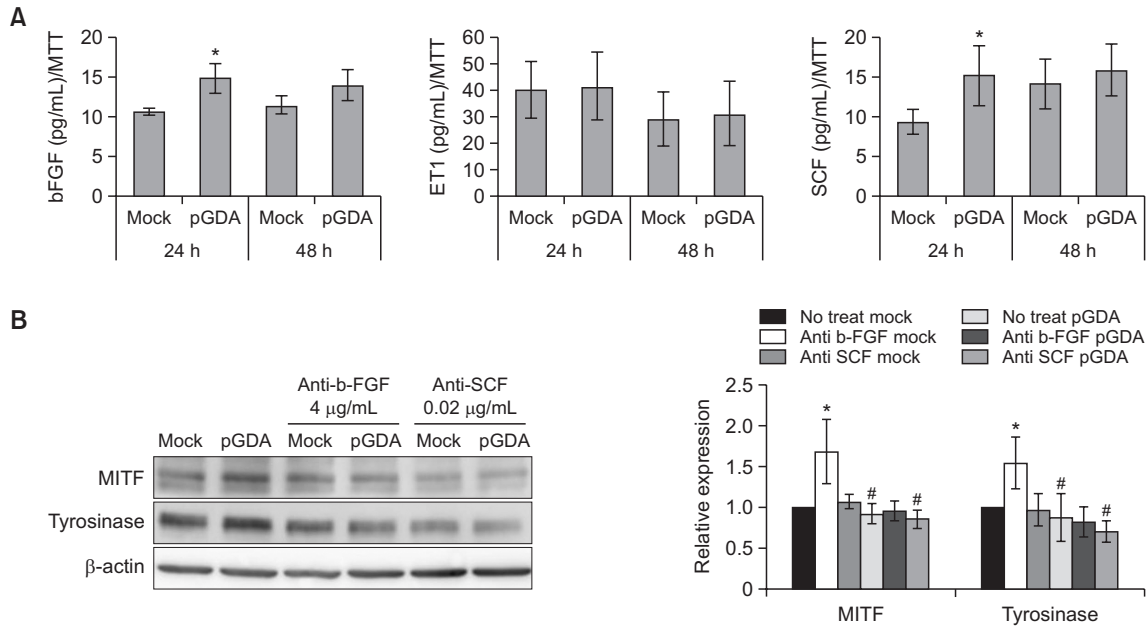 A
bFGF (pg/mL)/MTT
20
15
10
5
0
*
Mock pGDA Mock pGDA
24 h 48 h
ET1 (pg/mL)/MTT
60
50
40
30
20
10
0
Mock pGDA Mock pGDA
24 h 48 h
SCF (pg/mL)/MTT
20
15
10
5
0
*
Mock pGDA Mock pGDA
24 h 48 h
B
Anti-b-FGF Anti-SCF
4 μg/mL 0.02 μg/mL
Mock pGDA Mock pGDA Mock pGDA
MITF
Tyrosinase
β-actin
No treat mock No treat pGDA
Anti b-FGF mock Anti b-FGF pGDA
Anti SCF mock Anti SCF pGDA
Relative expression
2.5
2.0
1.5
1.0
0.5
0
* # #
* # #
MITF Tyrosinase